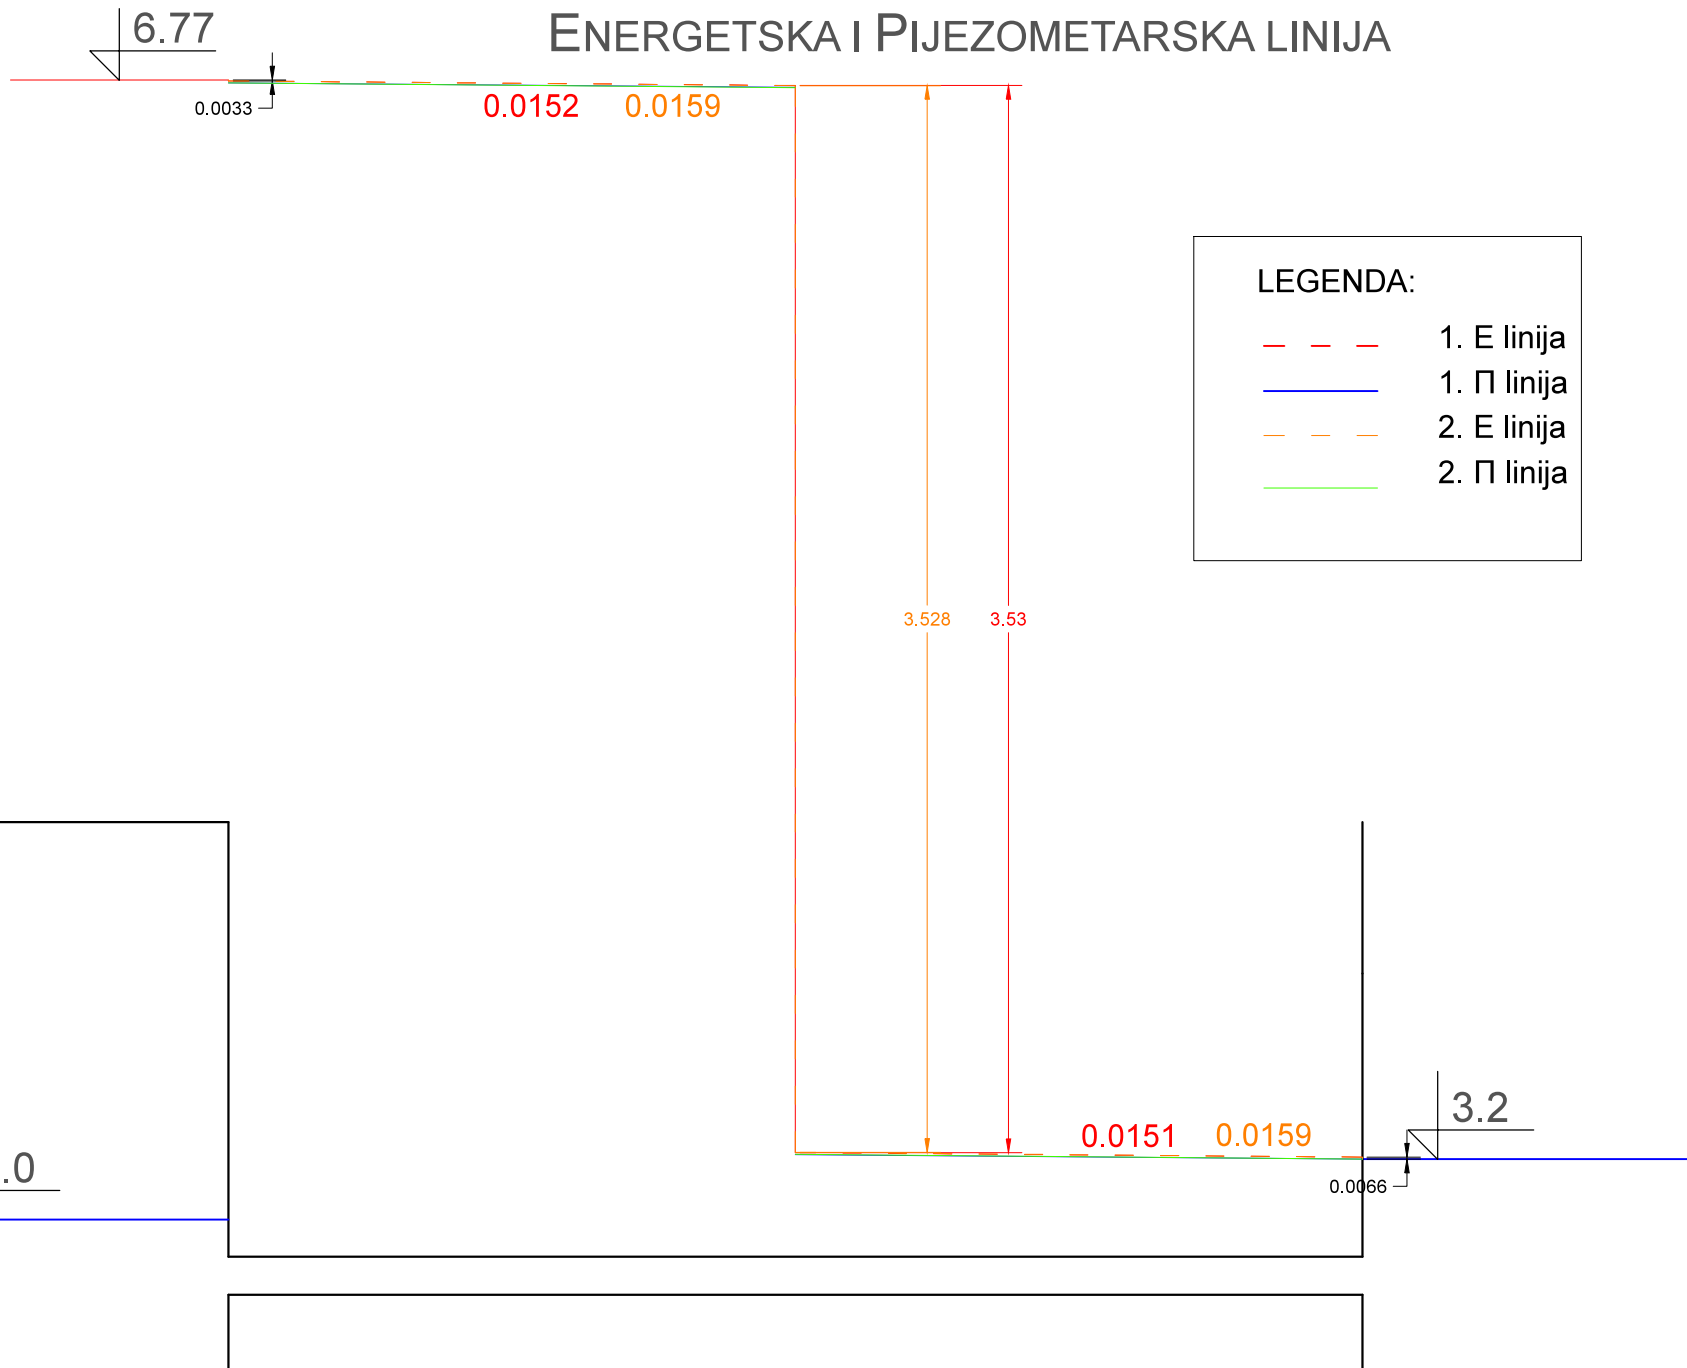 6.77
ENERGETSKA I PIJEZOMETARSKA LINIJA
0.0033
0.0152 0.0159
LEGENDA:
1. E linija
1. Π linija
2. E linija
2. Π linija
3.528 3.53
3.2
0.0151 0.0159
.0
0.0066